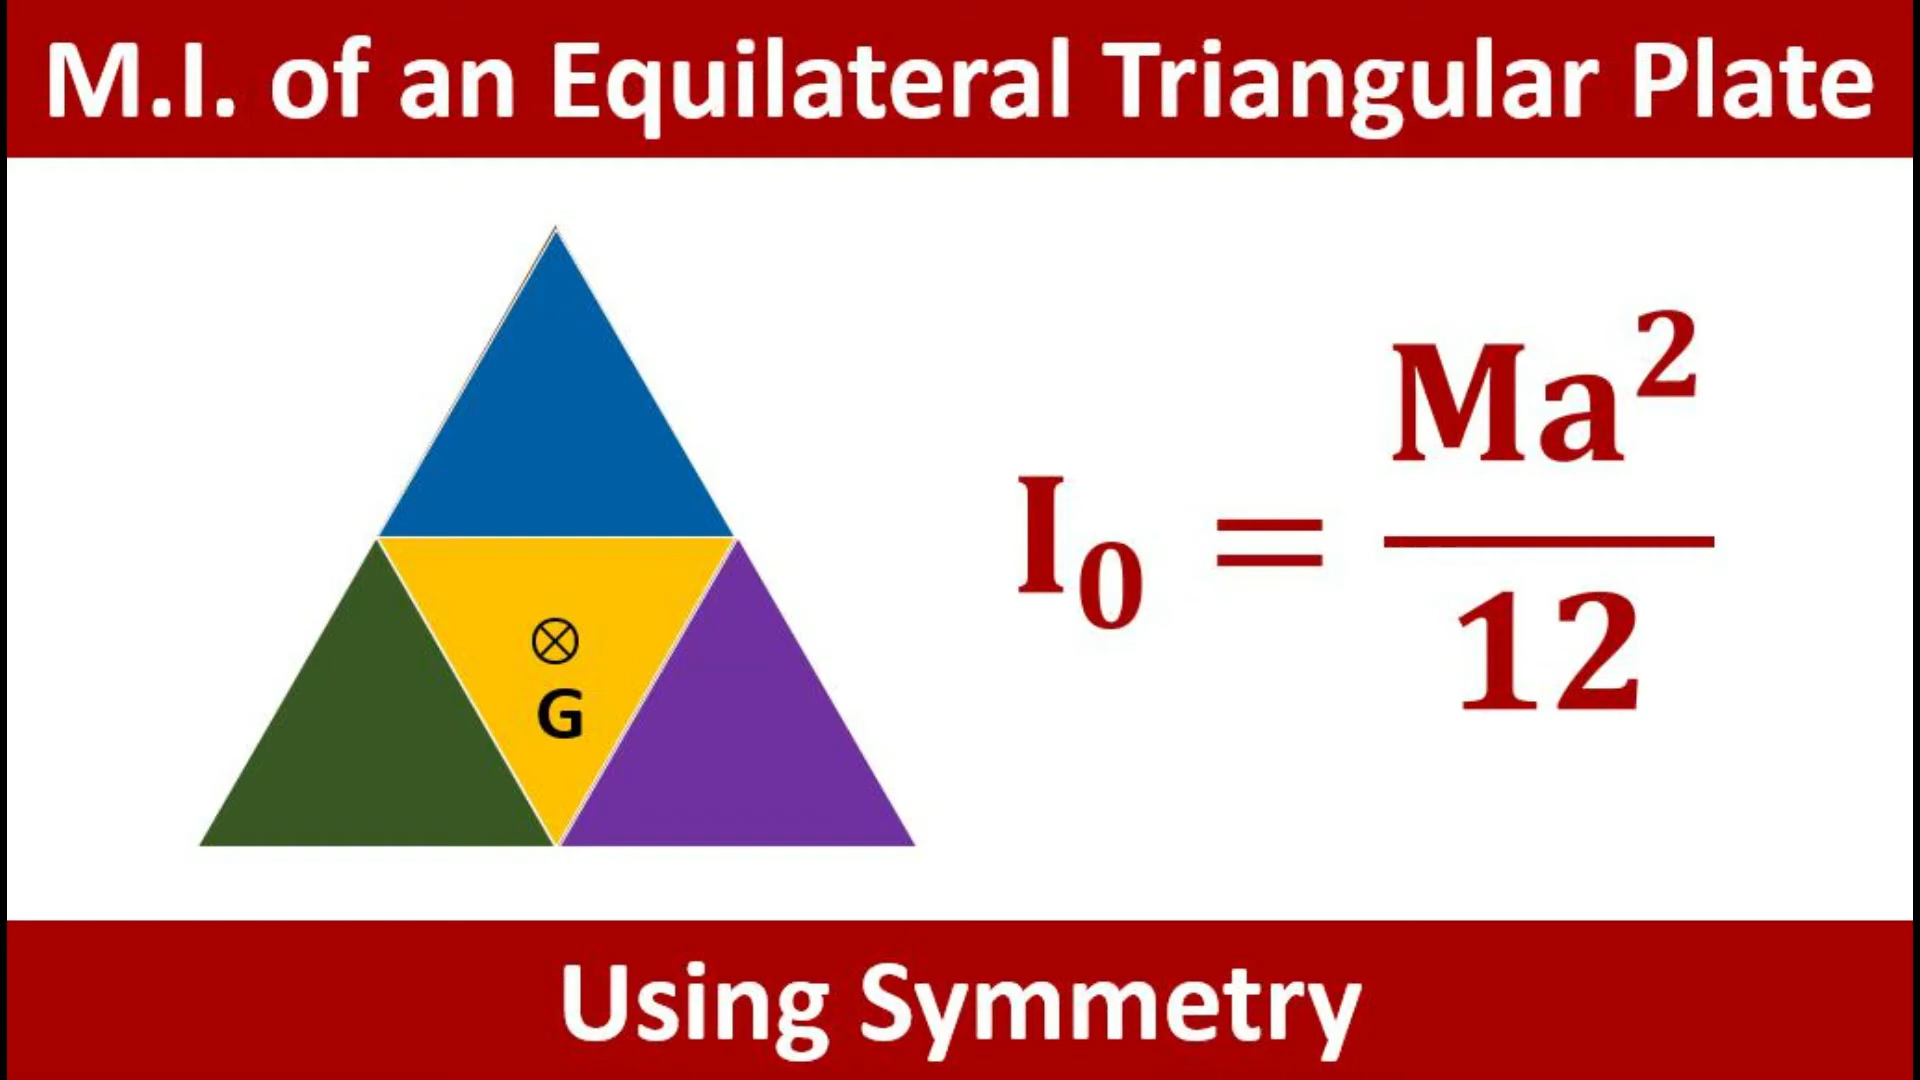 M.I. of an Equilateral Triangular Plate
G
I₀ = Ma²/12
Using Symmetry